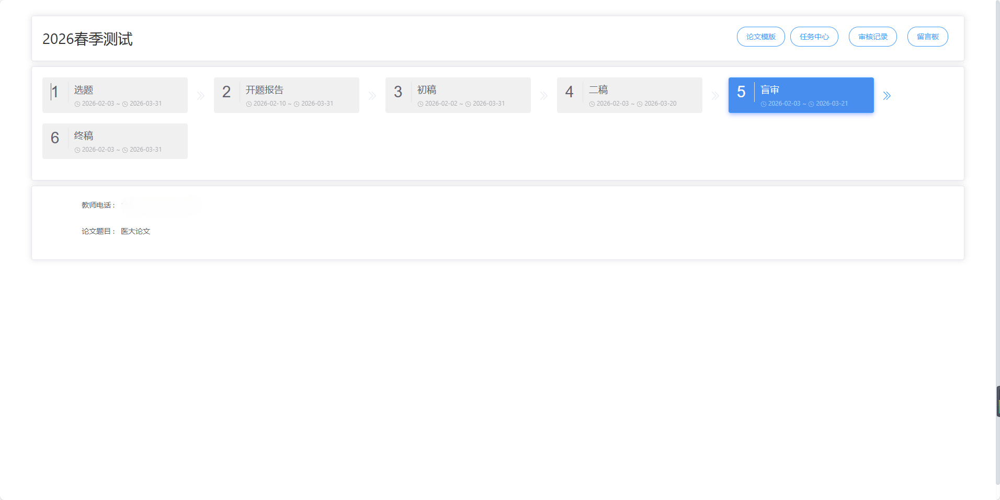 2026春季测试
论文模版 任务中心 审核记录 留言板
1 选题
2026-02-03 ~ 2026-03-31
2 开题报告
2026-02-10 ~ 2026-03-31
3 初稿
2026-02-02 ~ 2026-03-31
4 二稿
2026-02-03 ~ 2026-03-20
5 盲审
2026-02-03 ~ 2026-03-21
6 终稿
2026-02-03 ~ 2026-03-31
教师电话：
论文题目： 医大论文